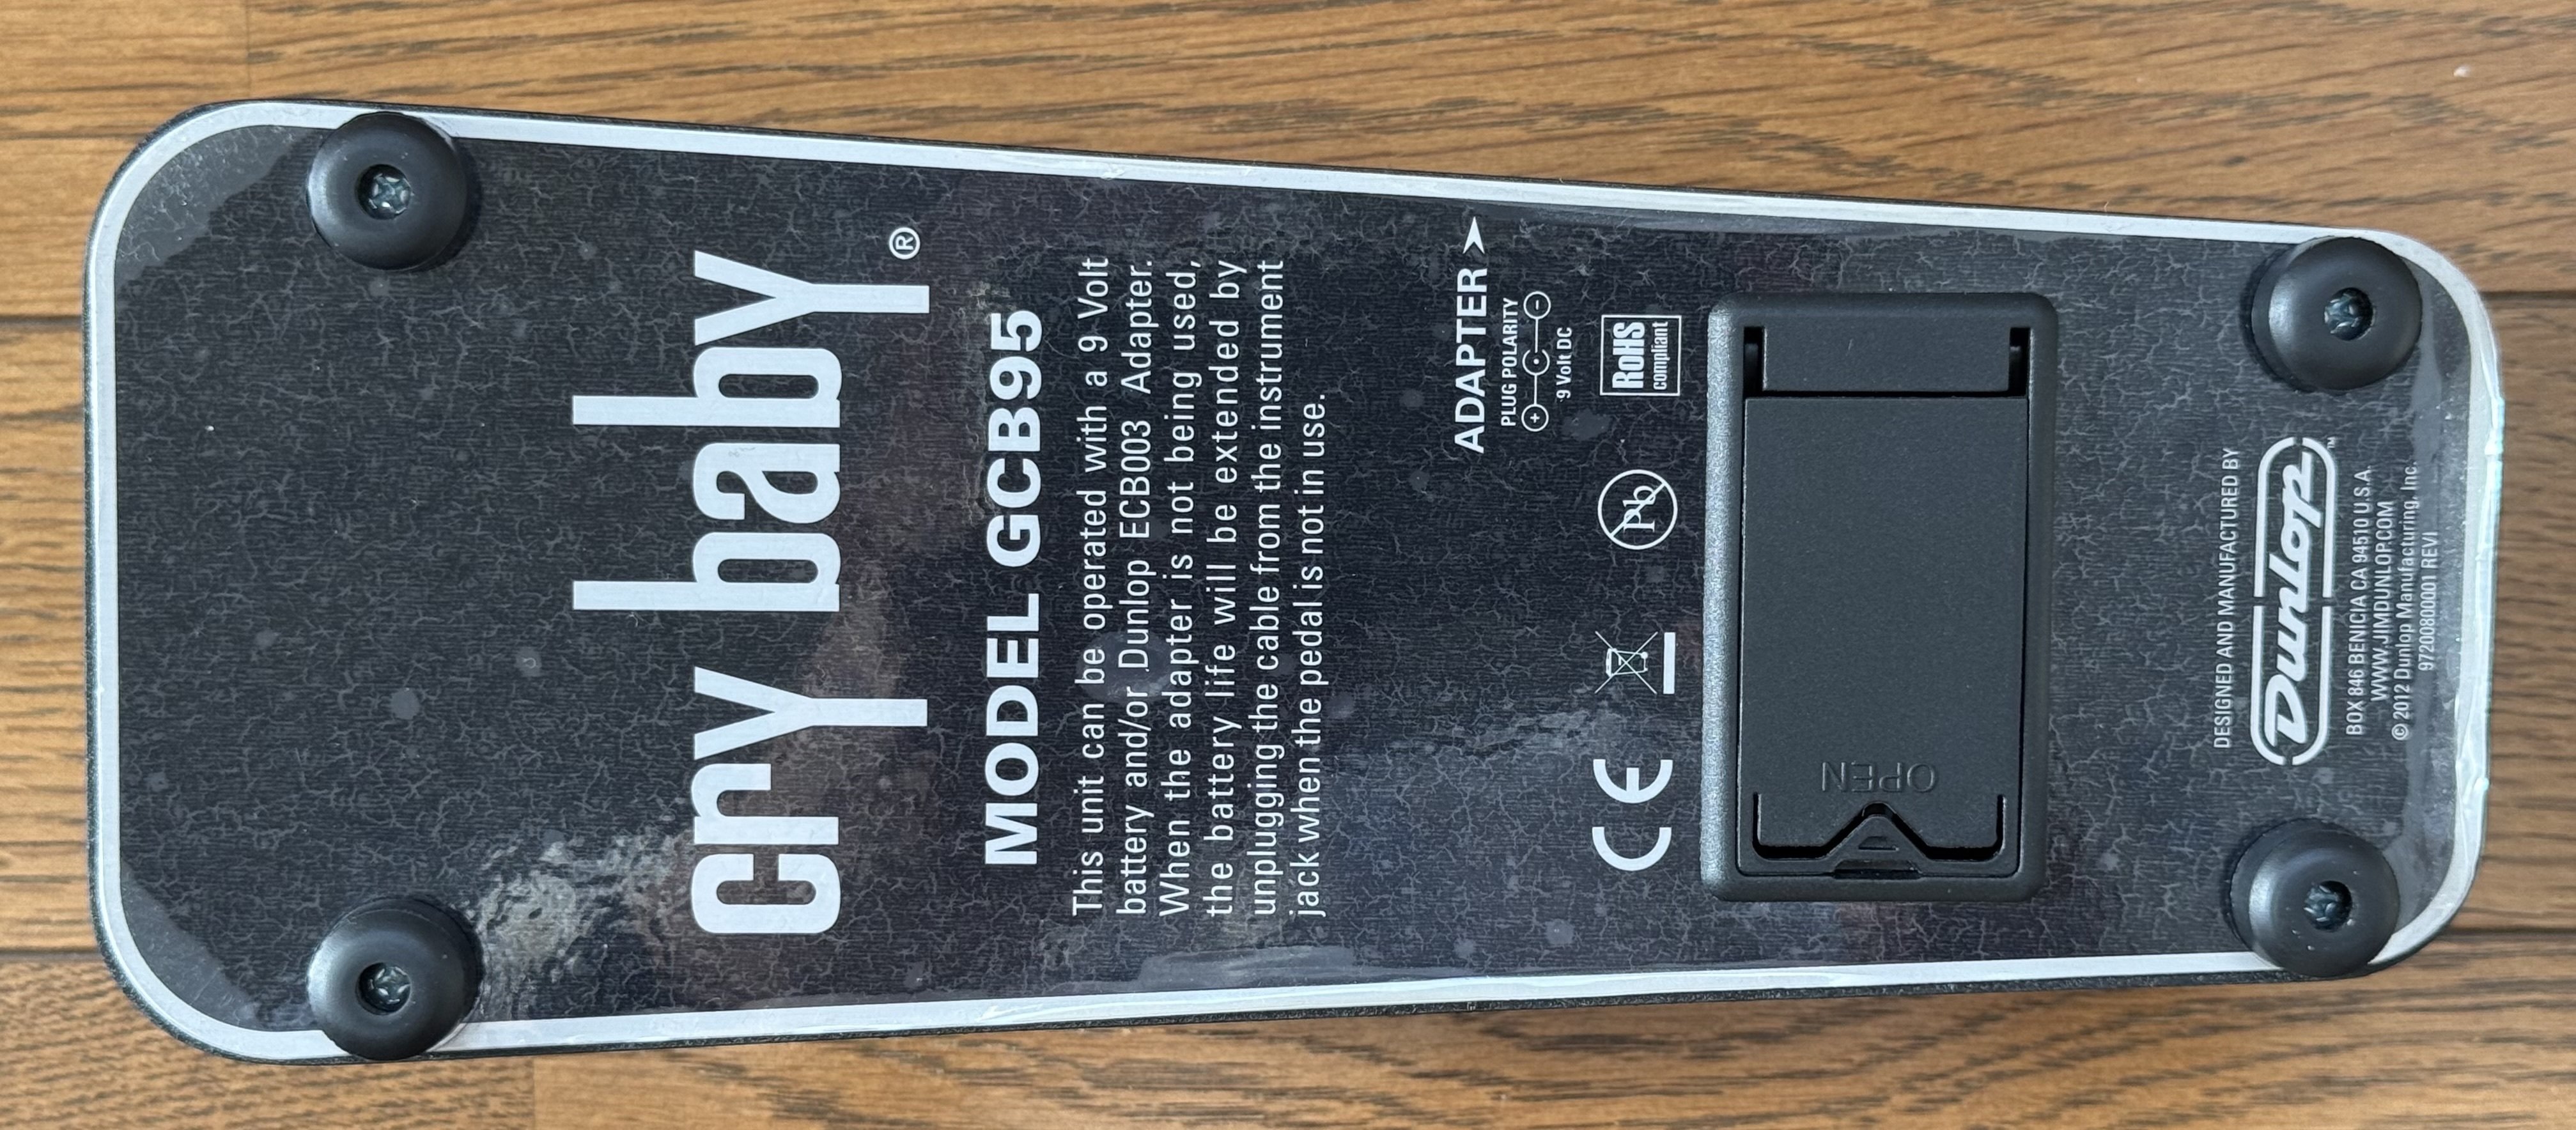 cry baby®
MODEL GCB95
This unit can be operated with a 9 Volt
battery and/or Dunlop ECB003 Adapter.
When the adapter is not being used,
the battery life will be extended by
unplugging the cable from the instrument
jack when the pedal is not in use.
ADAPTER
PLUG POLARITY
+ -
9 Volt DC
CE
Pb
RoHS
compliant
OPEN
DESIGNED AND MANUFACTURED BY
Dunlop™
BOX 846 BENICIA CA 94510 U.S.A.
WWW.JIMDUNLOP.COM
© 2012 Dunlop Manufacturing, Inc.
97200800001 REVI